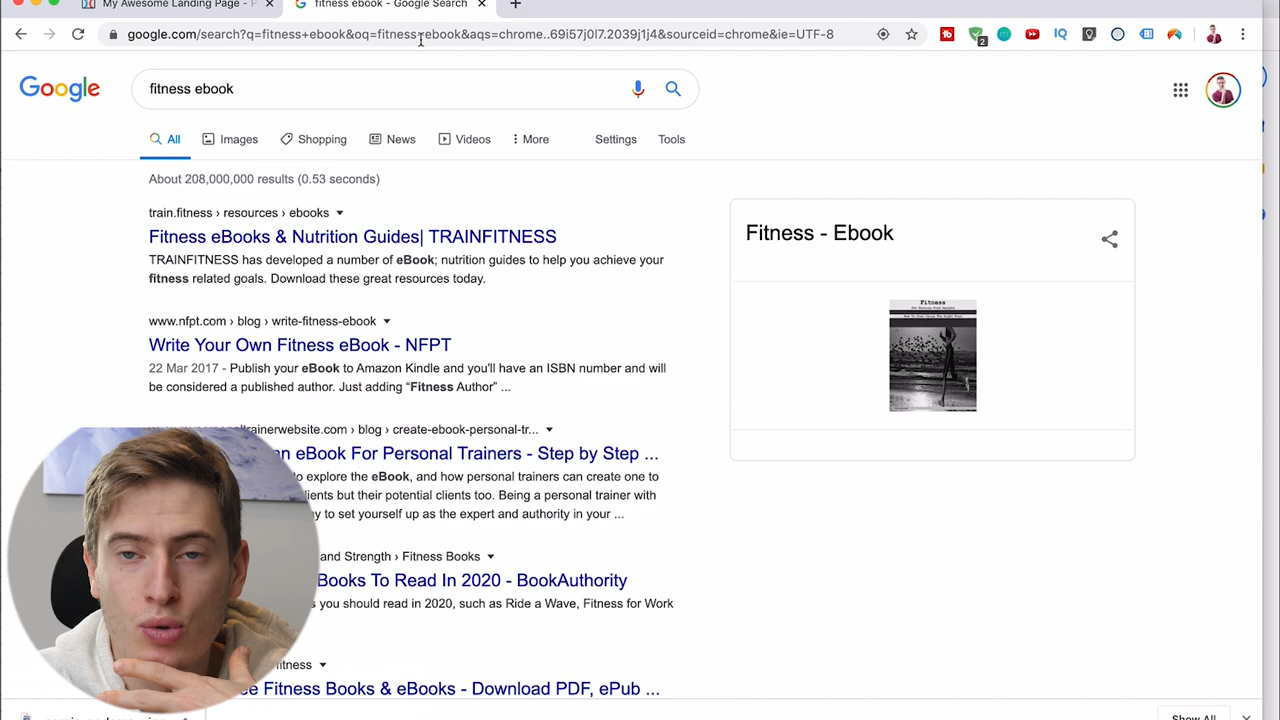 My Awesome Landing Page - P
fitness ebook - Google Search
google.com/search?q=fitness+ebook&oq=fitness+ebook&aqs=chrome..69i57j0l7.2039j1j4&sourceid=chrome&ie=UTF-8
2
Google
fitness ebook
All Images Shopping News Videos More Settings Tools
About 208,000,000 results (0.53 seconds)
train.fitness › resources › ebooks
Fitness eBooks & Nutrition Guides| TRAINFITNESS
TRAINFITNESS has developed a number of eBook; nutrition guides to help you achieve your
fitness related goals. Download these great resources today.
www.nfpt.com › blog › write-fitness-ebook
Write Your Own Fitness eBook - NFPT
22 Mar 2017 - Publish your eBook to Amazon Kindle and you'll have an ISBN number and will
be considered a published author. Just adding “Fitness Author” ...
trainerwebsite.com › blog › create-ebook-personal-tr...
an eBook For Personal Trainers - Step by Step ...
to explore the eBook, and how personal trainers can create one to
clients but their potential clients too. Being a personal trainer with
to set yourself up as the expert and authority in your ...
and Strength › Fitness Books
Books To Read In 2020 - BookAuthority
you should read in 2020, such as Ride a Wave, Fitness for Work
fitness
Fitness Books & eBooks - Download PDF, ePub ...
Fitness - Ebook
Fitness
Show All